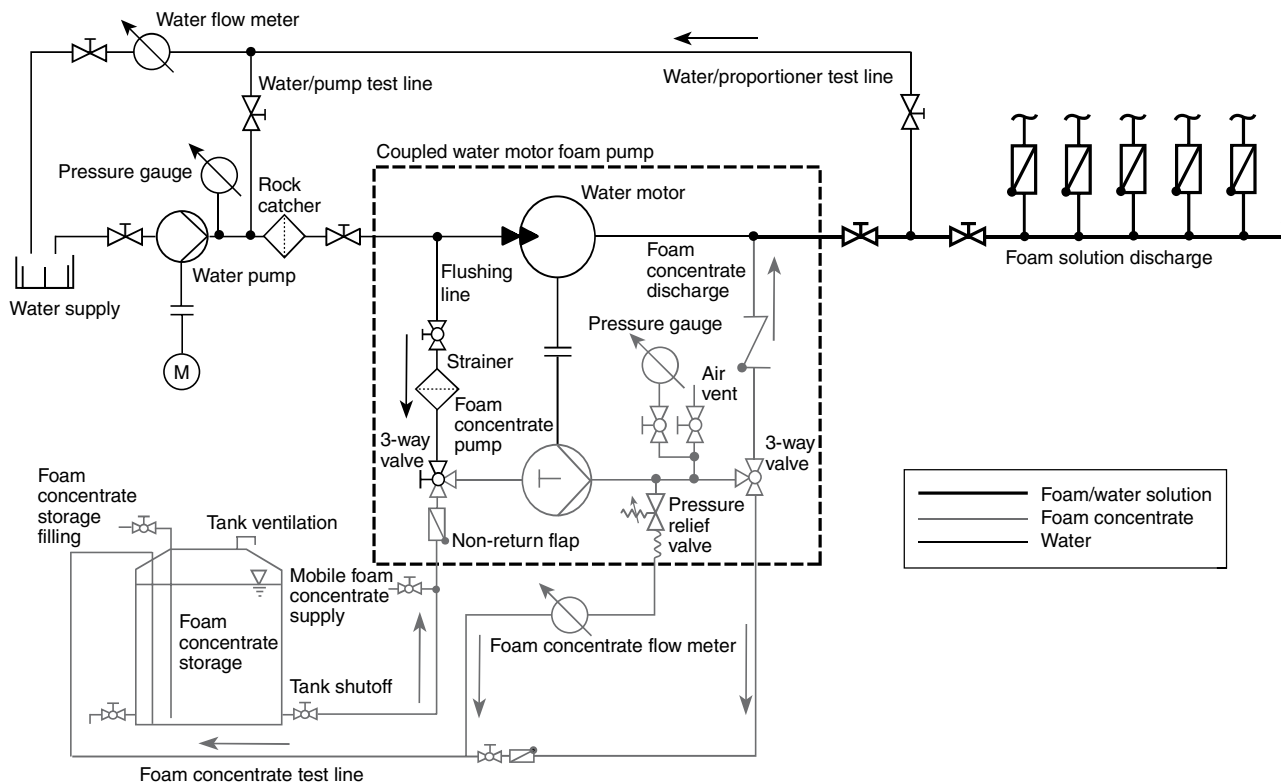 Water flow meter
Water/pump test line
Water/proportioner test line
Pressure gauge
Rock
catcher
Coupled water motor foam pump
Water motor
Water pump
Water supply
M
Flushing
line
Foam
concentrate
discharge
Foam solution discharge
Pressure gauge
Strainer
Air
vent
Foam
concentrate
pump
3-way
valve
3-way
valve
Foam
concentrate
storage
filling
Tank ventilation
Pressure
relief
valve
Non-return flap
Mobile foam
concentrate
supply
Foam
concentrate
storage
Foam concentrate flow meter
Tank shutoff
Foam concentrate test line
Foam/water solution
Foam concentrate
Water